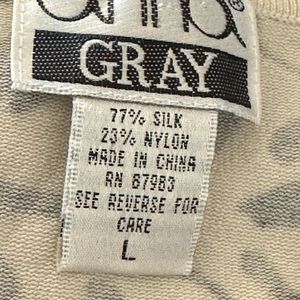 GRAY
77% SILK
23% NYLON
MADE IN CHINA
RN 87983
SEE REVERSE FOR
CARE
L